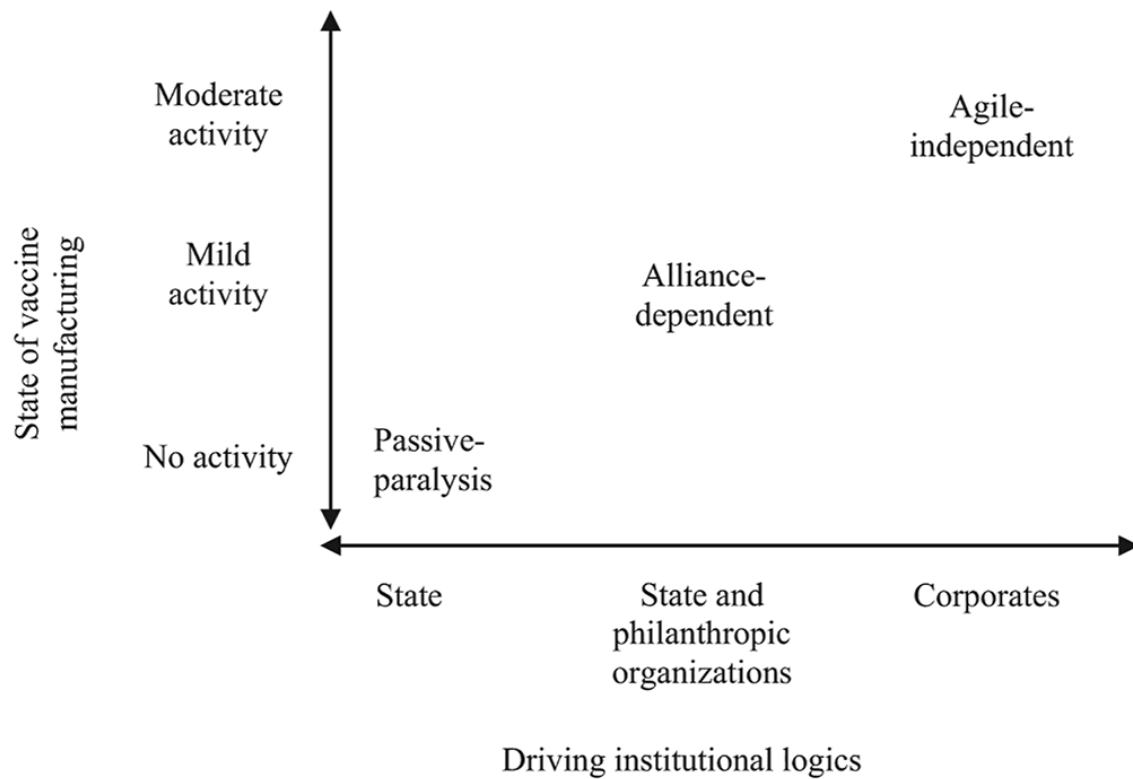 Moderate
activity
Agile-
independent
State of vaccine
manufacturing
Mild
activity
Alliance-
dependent
No activity
Passive-
paralysis
State
State and
philanthropic
organizations
Corporates
Driving institutional logics